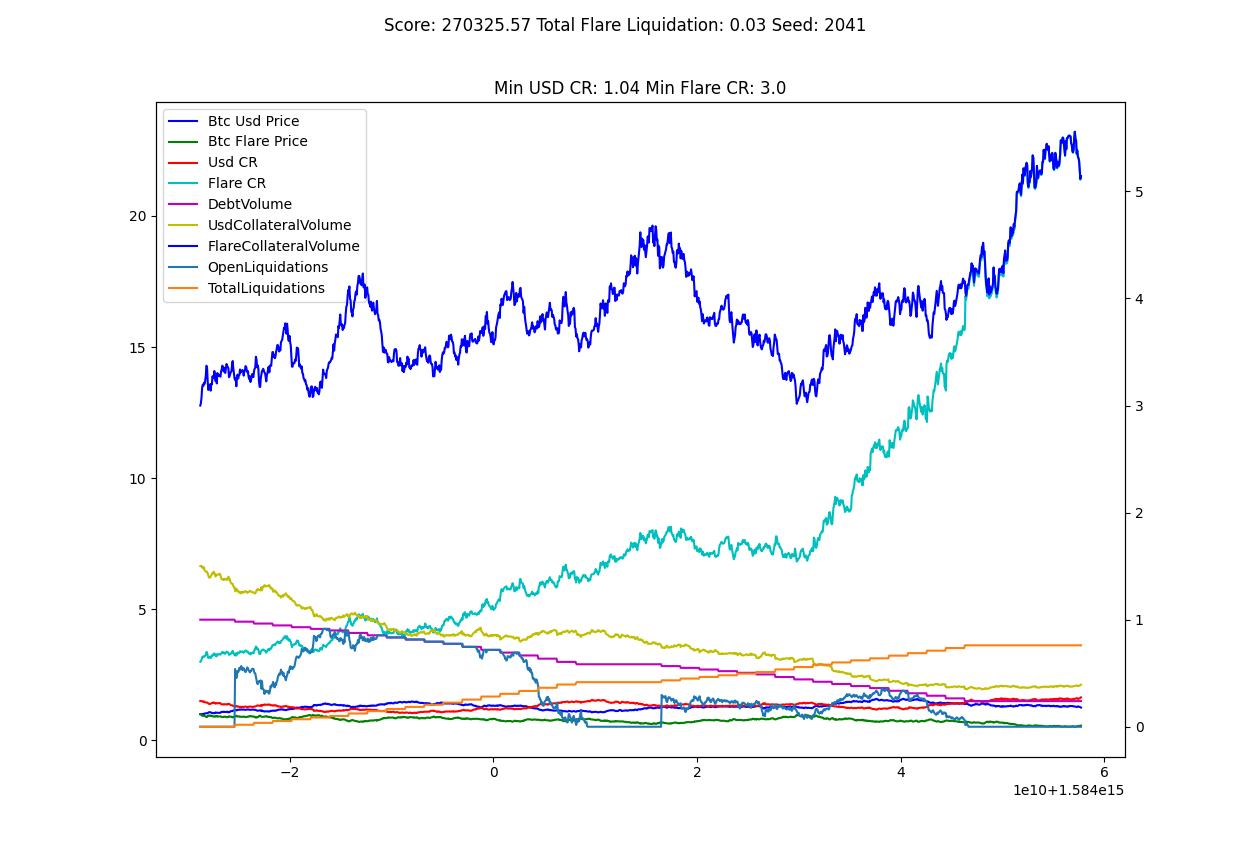 Score: 270325.57 Total Flare Liquidation: 0.03 Seed: 2041
Min USD CR: 1.04 Min Flare CR: 3.0
Btc Usd Price
Btc Flare Price
Usd CR
Flare CR
DebtVolume
UsdCollateralVolume
FlareCollateralVolume
OpenLiquidations
TotalLiquidations
20
15
10
5
0
5
4
3
2
1
0
−2
0
2
4
6
1e10+1.584e15